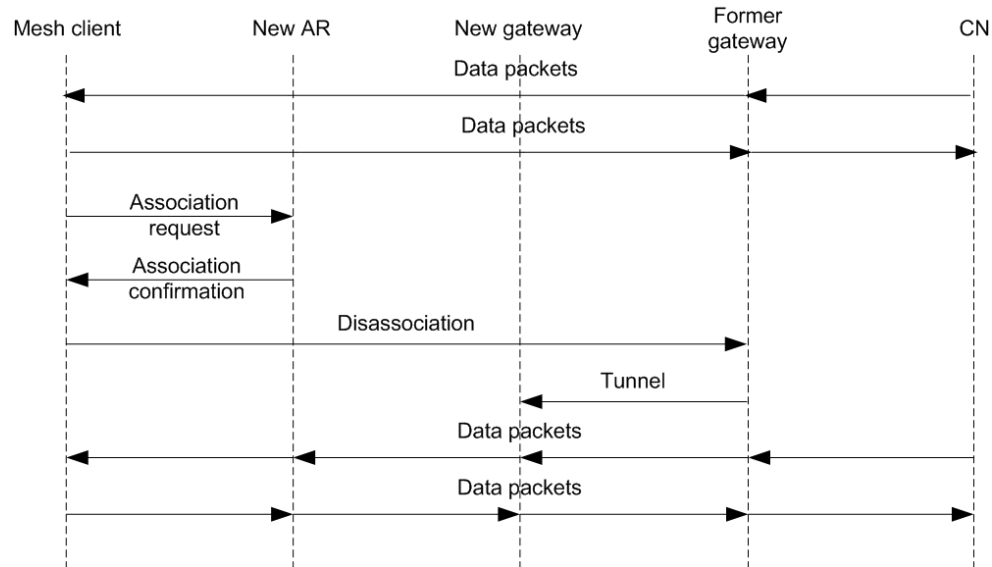 Mesh client
New AR
New gateway
Former
gateway
CN
Data packets
Data packets
Association
request
Association
confirmation
Disassociation
Tunnel
Data packets
Data packets